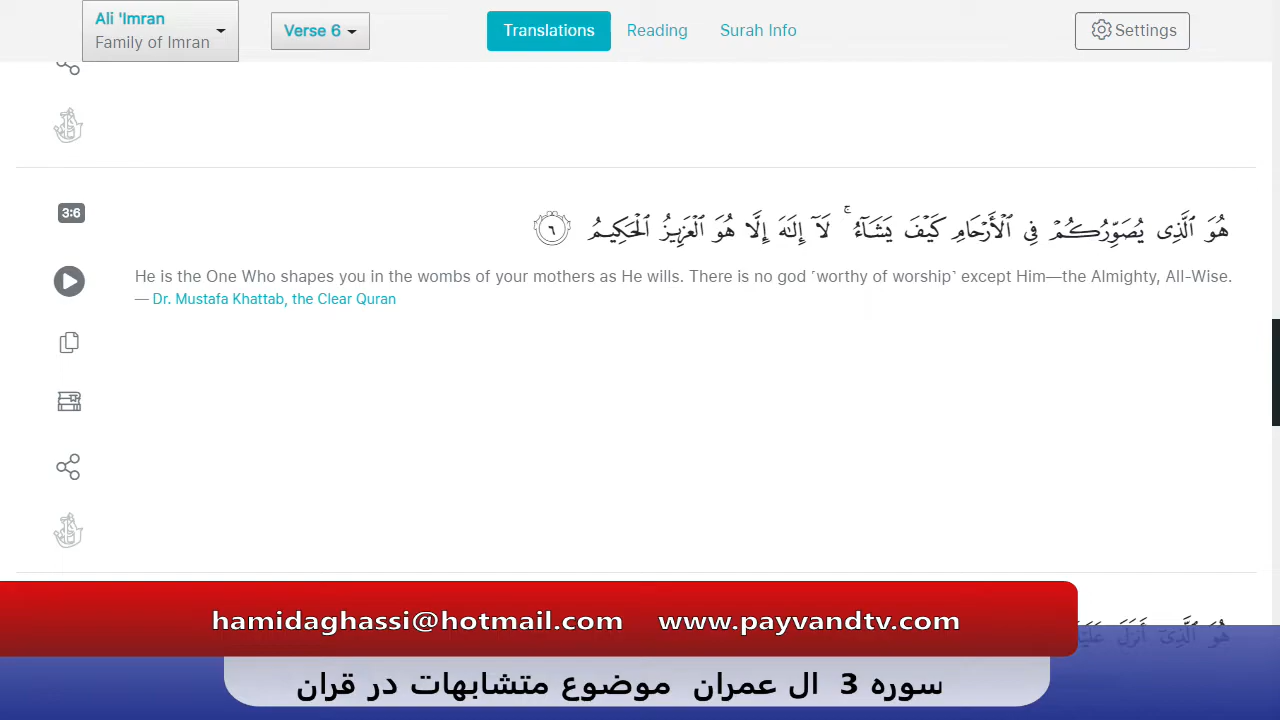 Ali 'Imran
Family of Imran
Verse 6
Translations
Reading
Surah Info
Settings
3:6
هُوَ ٱلَّذِى يُصَوِّرُكُمْ فِى ٱلْأَرْحَامِ كَيْفَ يَشَآءُ ۚ لَآ إِلَـٰهَ إِلَّا هُوَ ٱلْعَزِيزُ ٱلْحَكِيمُ ٦
He is the One Who shapes you in the wombs of your mothers as He wills. There is no god ˹worthy of worship˺ except Him—the Almighty, All-Wise.
— Dr. Mustafa Khattab, the Clear Quran
هُوَ ٱلَّذِىٓ أَنزَلَ
hamidaghassi@hotmail.com www.payvandtv.com
سوره 3 ال عمران موضوع متشابهات در قران